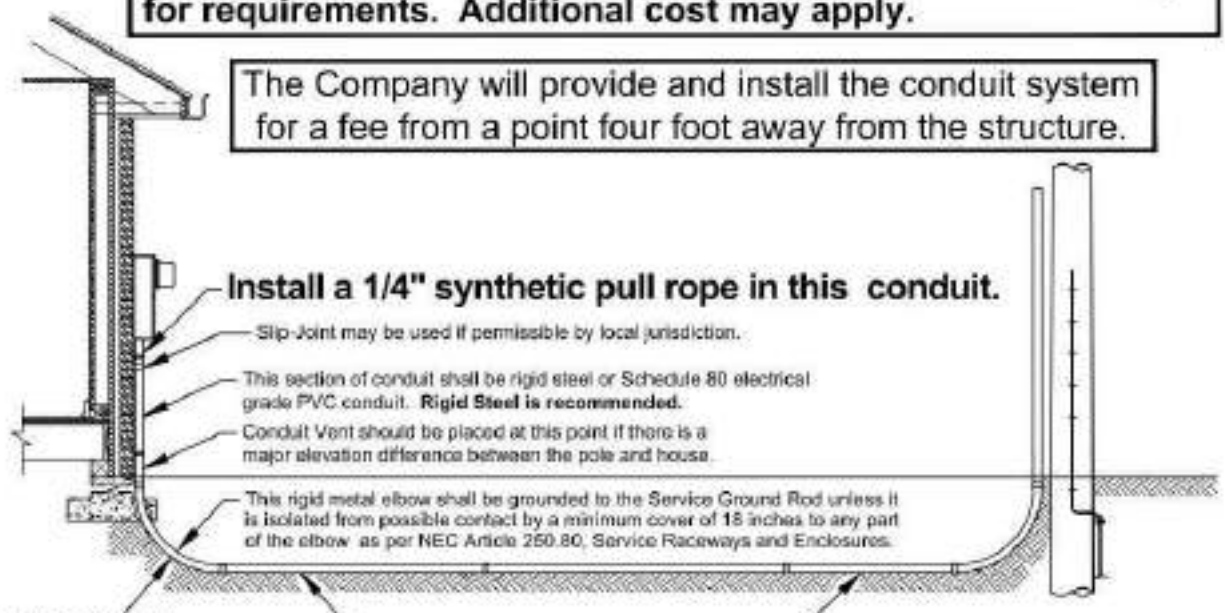 for requirements. Additional cost may apply.
The Company will provide and install the conduit system
for a fee from a point four foot away from the structure.
Install a 1/4" synthetic pull rope in this conduit.
Slip-Joint may be used if permissible by local jurisdiction.
This section of conduit shall be rigid steel or Schedule 80 electrical
grade PVC conduit. Rigid Steel is recommended.
Conduit Vent should be placed at this point if there is a
major elevation difference between the pole and house.
This rigid metal elbow shall be grounded to the Service Ground Rod unless it
is isolated from possible contact by a minimum cover of 18 inches to any part
of the elbow as per NEC Article 250.80, Service Raceways and Enclosures.